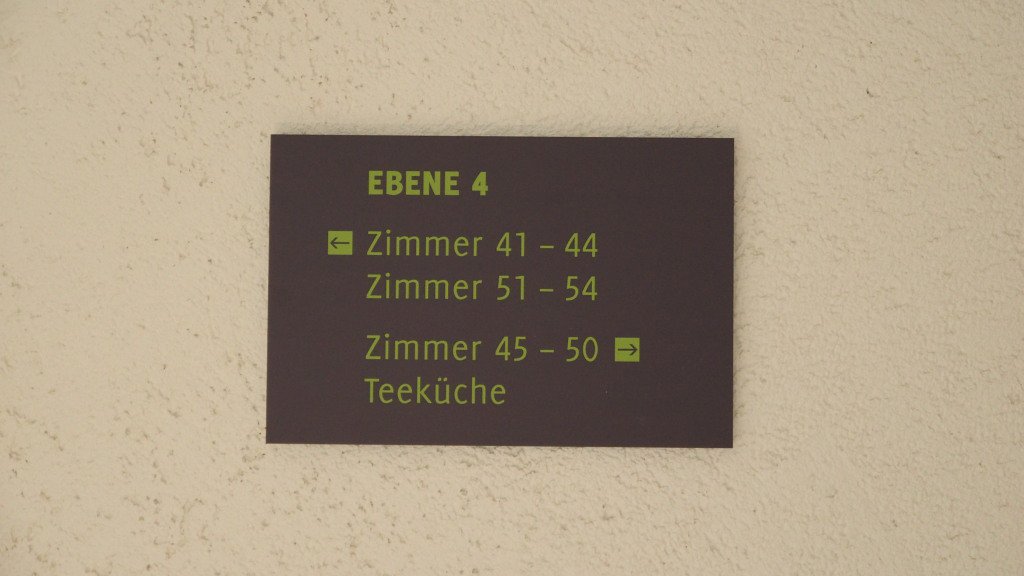 EBENE 4
← Zimmer 41 – 44
Zimmer 51 – 54
Zimmer 45 – 50 →
Teeküche